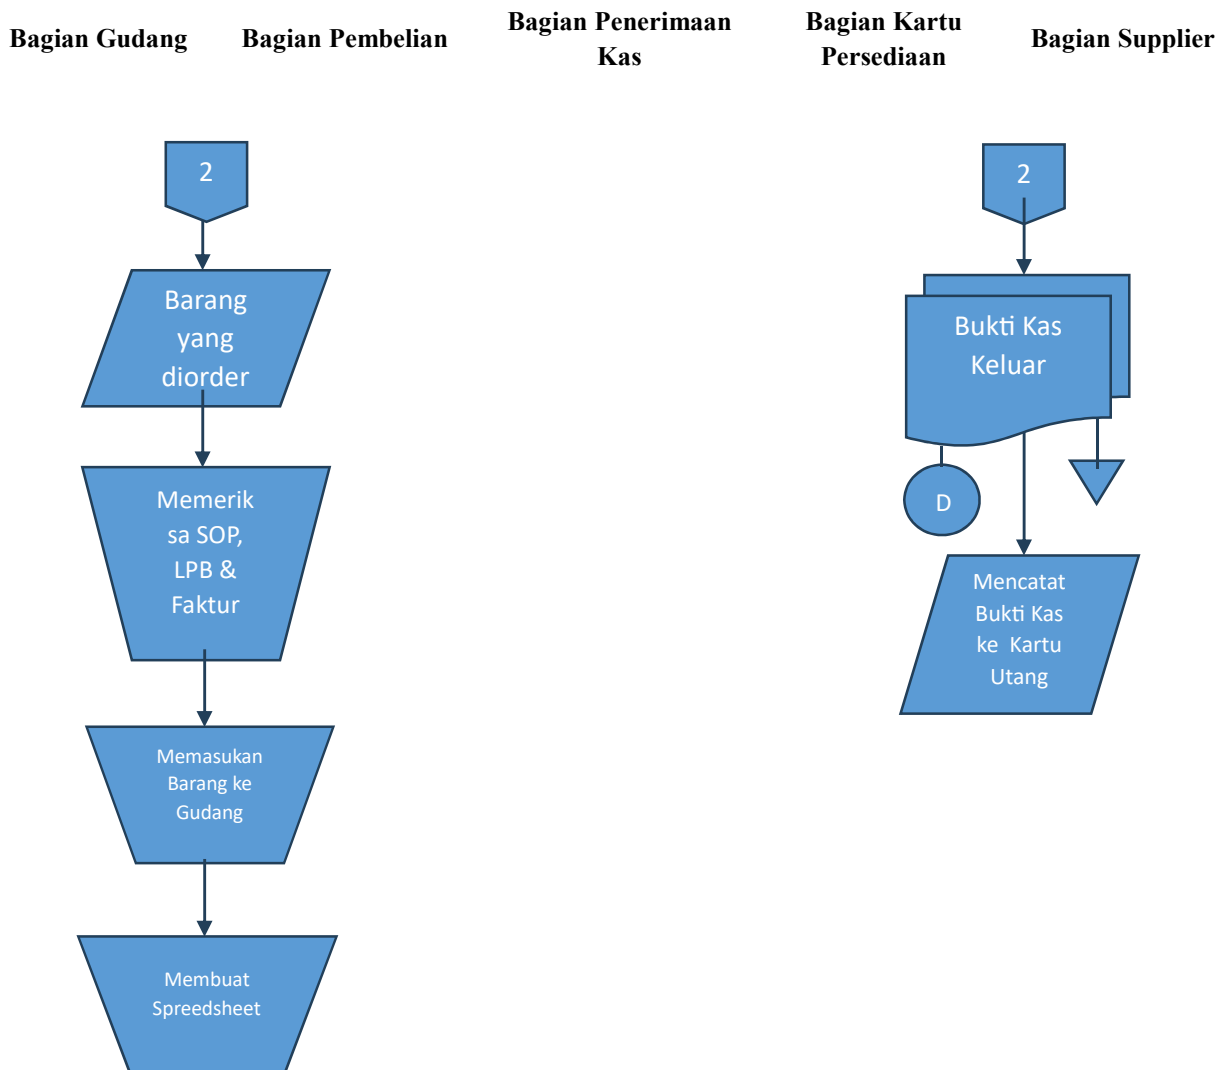 Bagian Gudang
Bagian Pembelian
Bagian Penerimaan
Kas
Bagian Kartu
Persediaan
Bagian Supplier
2
Barang
yang
diorder
Memerik
sa SOP,
LPB &
Faktur
Memasukan
Barang ke
Gudang
Membuat
Spreedsheet
2
Bukti Kas
Keluar
D
Mencatat
Bukti Kas
ke Kartu
Utang